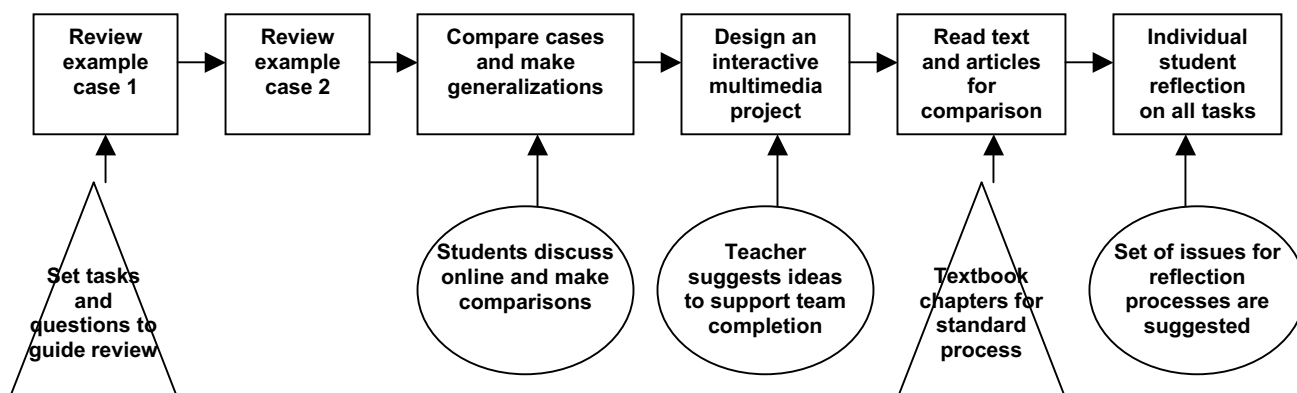 Review
example
case 1
Review
example
case 2
Compare cases
and make
generalizations
Design an
interactive
multimedia
project
Read text
and articles
for
comparison
Individual
student
reflection
on all tasks
Set tasks
and
questions to
guide review
Students discuss
online and make
comparisons
Teacher
suggests ideas
to support team
completion
Textbook
chapters for
standard
process
Set of issues for
reflection
processes are
suggested